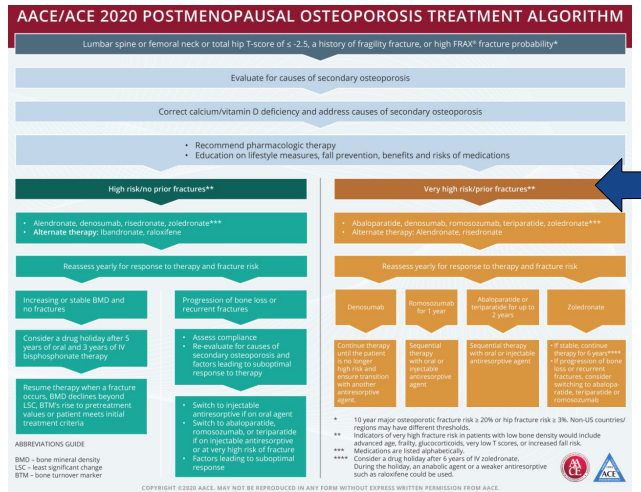 AACE/ACE 2020 POSTMENOPAUSAL OSTEOPOROSIS TREATMENT ALGORITHM
Lumbar spine or femoral neck or total hip T-score of ≤ -2.5, a history of fragility fracture, or high FRAX® fracture probability*
Evaluate for causes of secondary osteoporosis
Correct calcium/vitamin D deficiency and address causes of secondary osteoporosis
• Recommend pharmacologic therapy
• Education on lifestyle measures, fall prevention, benefits and risks of medications
High risk/no prior fractures**
• Alendronate, denosumab, risedronate, zoledronate***
• Alternate therapy: Ibandronate, raloxifene
Reassess yearly for response to therapy and fracture risk
Increasing or stable BMD and
no fractures
Consider a drug holiday after 5
years of oral and 3 years of IV
bisphosphonate therapy
Resume therapy when a fracture
occurs, BMD declines beyond
LSC, BTM's rise to pretreatment
values or patient meets initial
treatment criteria
Progression of bone loss or
recurrent fractures
• Assess compliance
• Re-evaluate for causes of
secondary osteoporosis and
factors leading to suboptimal
response to therapy
• Switch to injectable
antiresorptive if on oral agent
• Switch to abaloparatide,
romosozumab, or teriparatide
if on injectable antiresorptive
or at very high risk of fracture
• Factors leading to suboptimal
response
ABBREVIATIONS GUIDE
BMD – bone mineral density
LSC – least significant change
BTM – bone turnover marker
Very high risk/prior fractures**
• Abaloparatide, denosumab, romosozumab, teriparatide, zoledronate***
• Alternate therapy: Alendronate, risedronate
Reassess yearly for response to therapy and fracture risk
Denosumab
Continue therapy
until the patient
is no longer
high risk and
ensure transition
with another
antiresorptive
agent.
Romosozumab
for 1 year
Sequential
therapy
with oral or
injectable
antiresorptive
agent
Abaloparatide or
teriparatide for up to
2 years
Sequential therapy
with oral or injectable
antiresorptive agent
Zoledronate
• If stable, continue
therapy for 6 years****
• If progression of bone
loss or recurrent
fractures, consider
switching to abalopa-
ratide, teriparatide or
romosozumab
* 10 year major osteoporotic fracture risk ≥ 20% or hip fracture risk ≥ 3%. Non-US countries/
regions may have different thresholds.
** Indicators of very high fracture risk in patients with low bone density would include
advanced age, frailty, glucocorticoids, very low T scores, or increased fall risk.
*** Medications are listed alphabetically.
**** Consider a drug holiday after 6 years of IV zoledronate.
During the holiday, an anabolic agent or a weaker antiresorptive
such as raloxifene could be used.
ACE
COPYRIGHT ©2020 AACE. MAY NOT BE REPRODUCED IN ANY FORM WITHOUT EXPRESS WRITTEN PERMISSION FROM AACE.